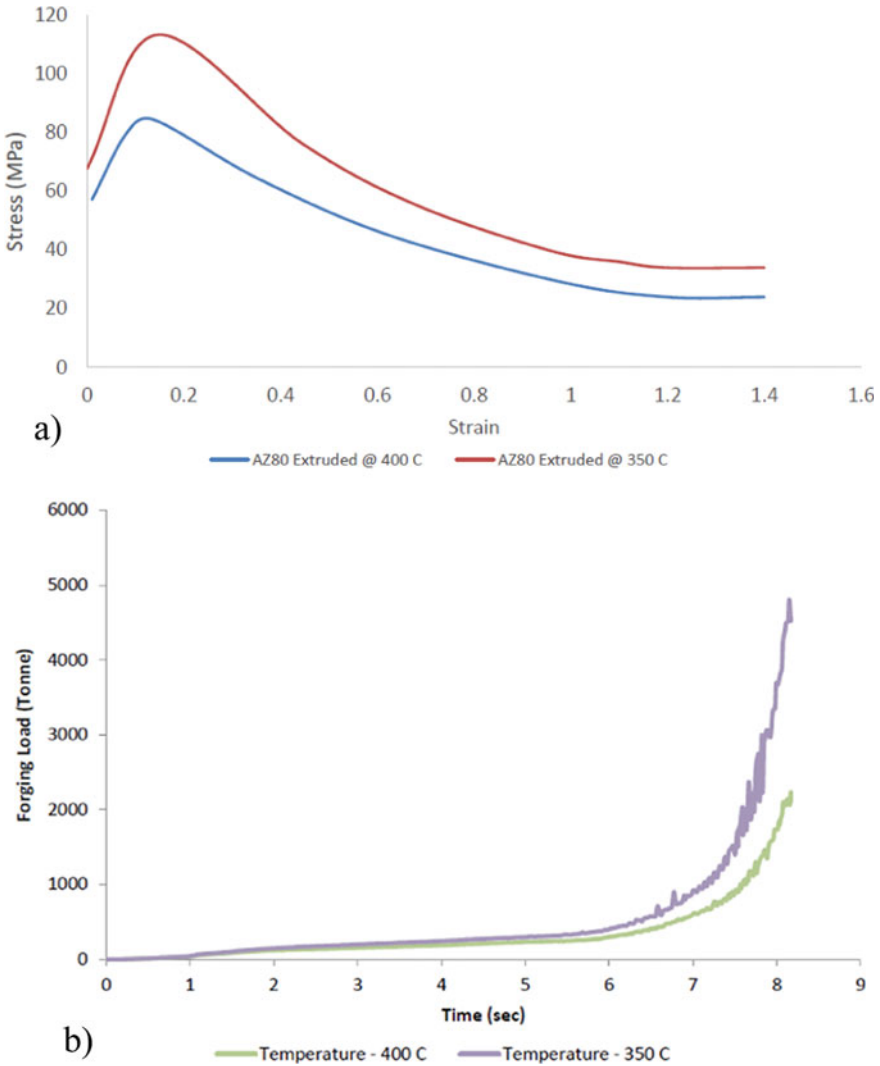 120
100
80
60
40
20
0
0 0.2 0.4 0.6 0.8 1 1.2 1.4 1.6
Stress (MPa)
Strain
a)
AZ80 Extruded @ 400 C AZ80 Extruded @ 350 C
6000
5000
4000
3000
2000
1000
0
0 1 2 3 4 5 6 7 8 9
Forging Load (Tonne)
Time (sec)
b)
Temperature - 400 C Temperature - 350 C